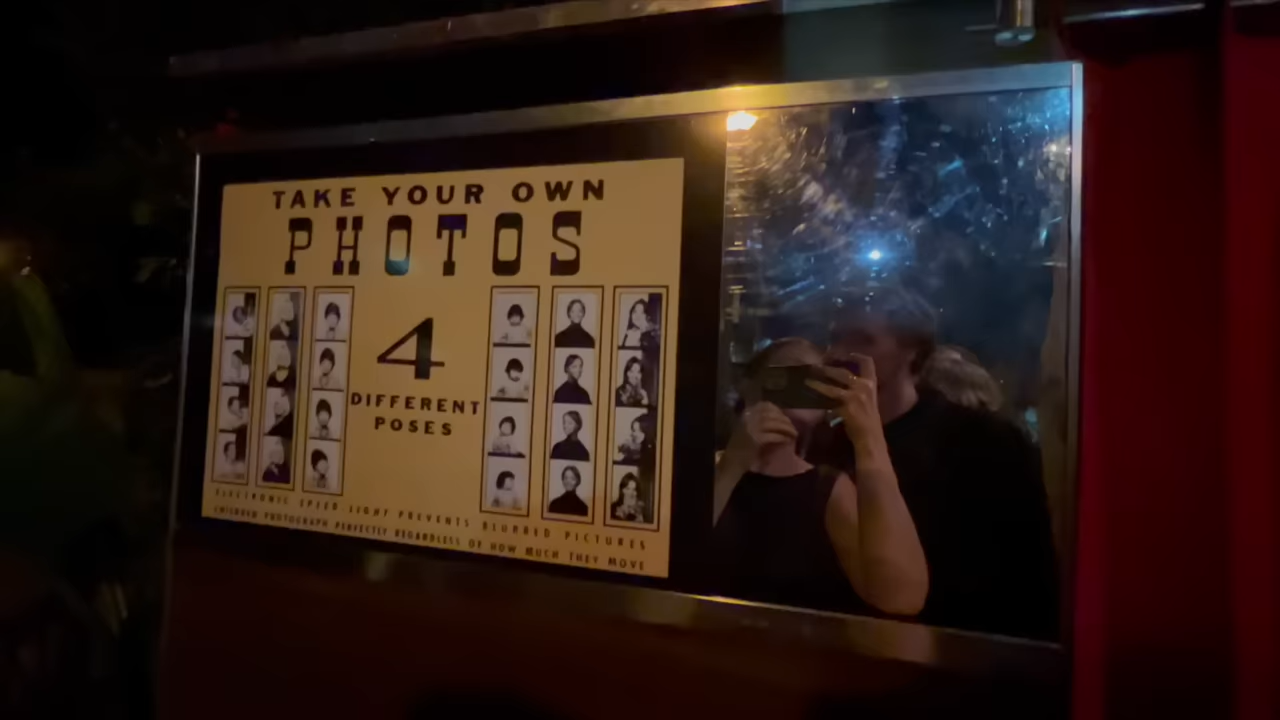 TAKE YOUR OWN
PHOTOS
4
DIFFERENT
POSES
ELECTRONIC SPEED-LIGHT PREVENTS BLURRED PICTURES
CHILDREN PHOTOGRAPH PERFECTLY REGARDLESS OF HOW MUCH THEY MOVE